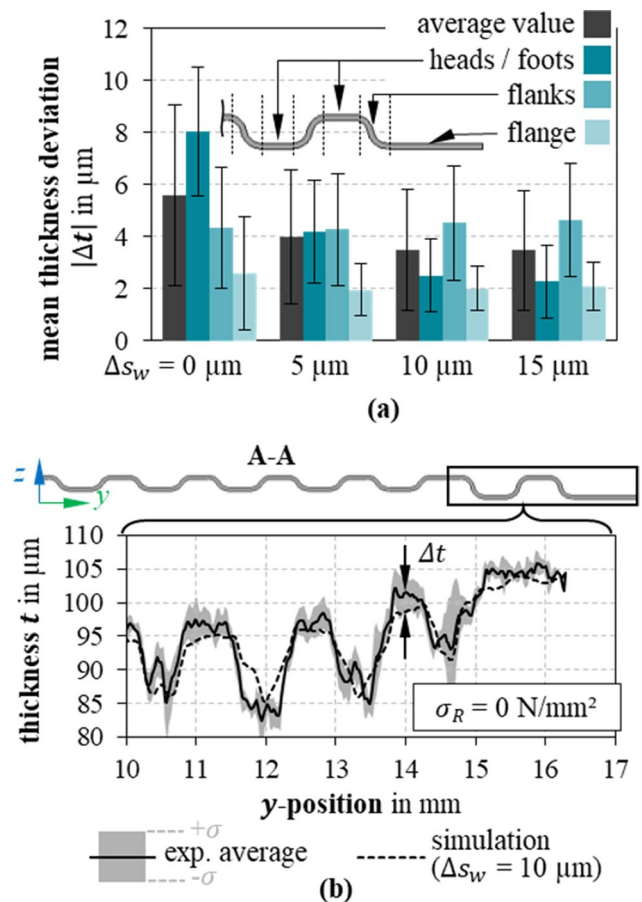 mean thickness deviation
|Δt| in µm
12
10
8
6
4
2
0
average value
heads / foots
flanks
flange
Δs_w = 0 µm
5 µm
10 µm
15 µm
(a)
A-A
z
y
thickness t in µm
110
105
100
95
90
85
80
Δt
σ_R = 0 N/mm²
10
11
12
13
14
15
16
17
y-position in mm
+σ
exp. average
-σ
simulation
(Δs_w = 10 µm)
(b)